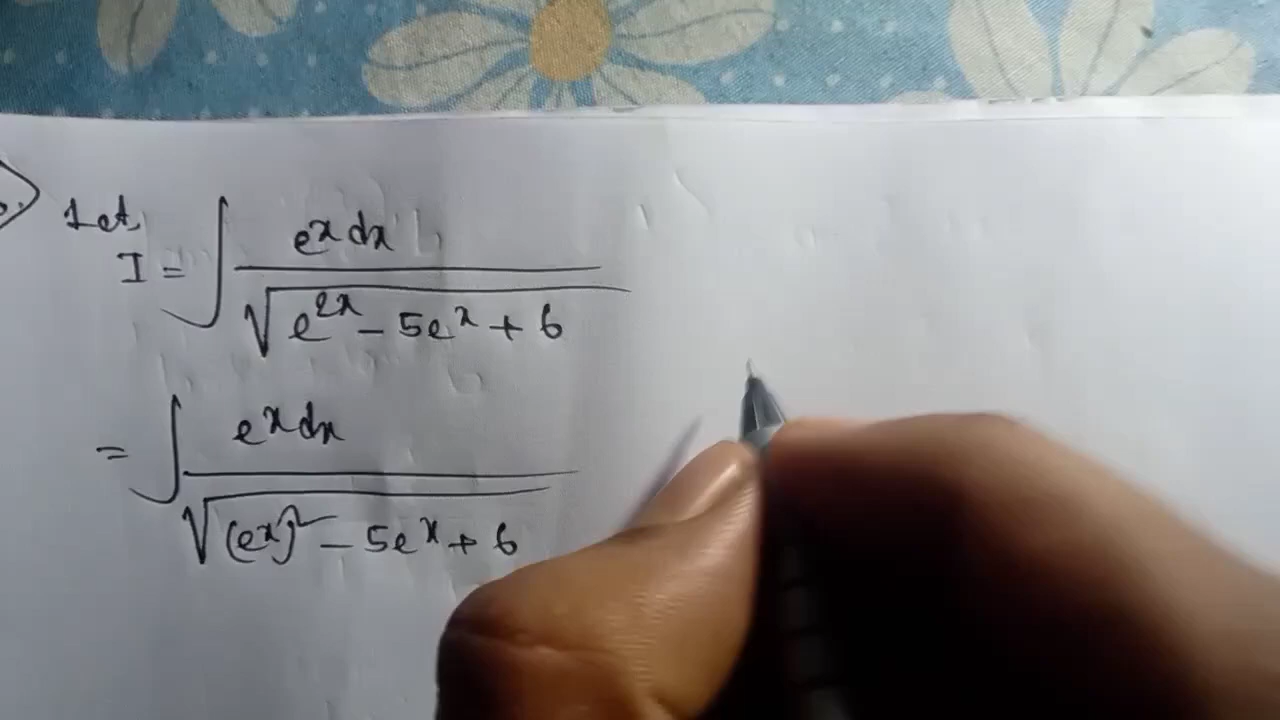 Let,
I = ∫ e^x dx / √(e^{2x} - 5e^x + 6)
= ∫ e^x dx / √((e^x)^2 - 5e^x + 6)